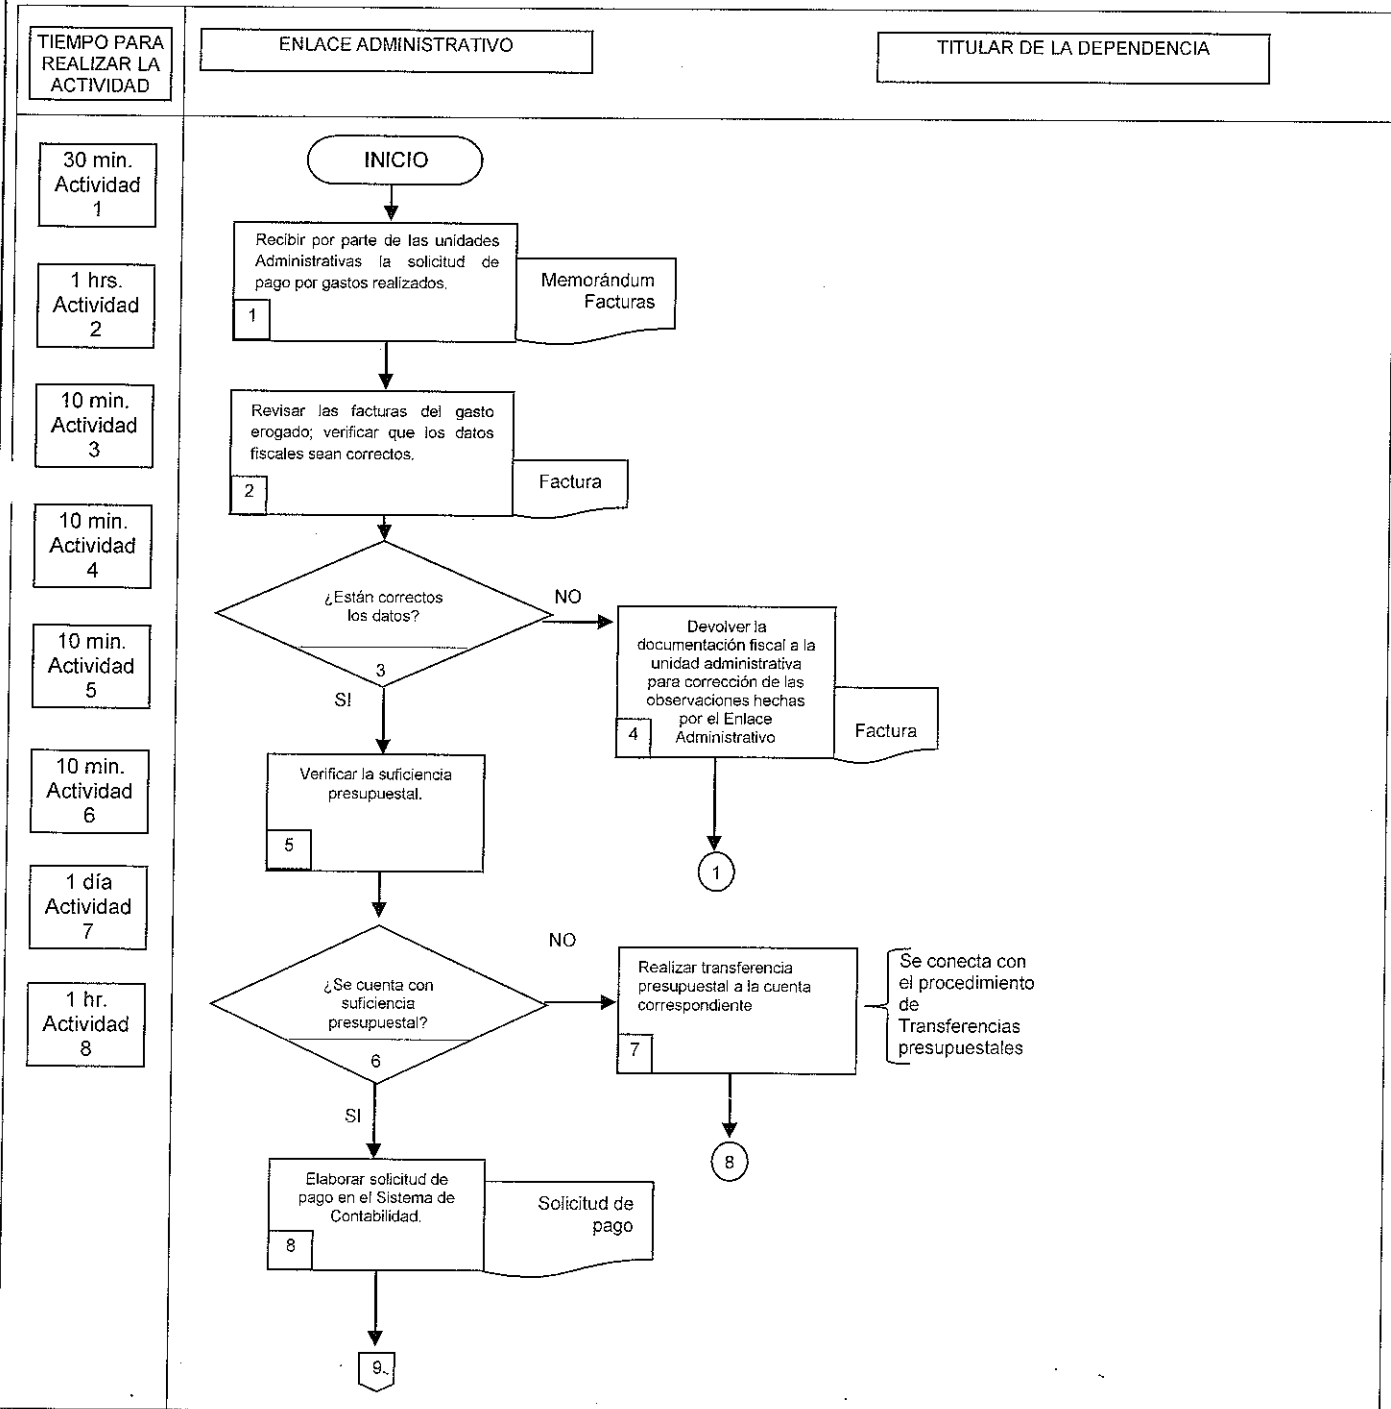 TIEMPO PARA
REALIZAR LA
ACTIVIDAD
ENLACE ADMINISTRATIVO
TITULAR DE LA DEPENDENCIA
30 min.
Actividad
1
1 hrs.
Actividad
2
10 min.
Actividad
3
10 min.
Actividad
4
10 min.
Actividad
5
10 min.
Actividad
6
1 día
Actividad
7
1 hr.
Actividad
8
INICIO
Recibir por parte de las unidades
Administrativas la solicitud de
pago por gastos realizados.
1
Memorándum
Facturas
Revisar las facturas del gasto
erogado; verificar que los datos
fiscales sean correctos.
2
Factura
¿Están correctos
los datos?
3
NO
SI
Devolver la
documentación fiscal a la
unidad administrativa
para corrección de las
observaciones hechas
por el Enlace
Administrativo
4
Factura
1
Verificar la suficiencia
presupuestal.
5
¿Se cuenta con
suficiencia
presupuestal?
6
NO
SI
Realizar transferencia
presupuestal a la cuenta
correspondiente
7
Se conecta con
el procedimiento
de
Transferencias
presupuestales
8
Elaborar solicitud de
pago en el Sistema de
Contabilidad.
8
Solicitud de
pago
9